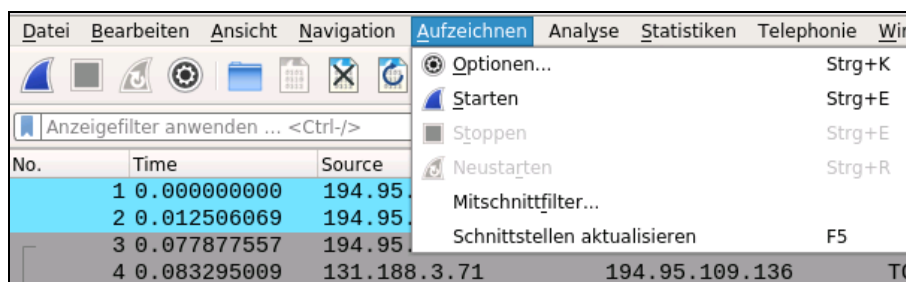 Datei Bearbeiten Ansicht Navigation Aufzeichnen Analyse Statistiken Telephonie
Optionen... Strg+K
Starten Strg+E
Stoppen Strg+E
Neustarten Strg+R
Mitschnittfilter...
Schnittstellen aktualisieren F5
Anzeigefilter anwenden ... <Ctrl-/>
No. Time Source
1 0.000000000 194.95.
2 0.012506069 194.95.
3 0.077877557 194.95.
4 0.083295009 131.188.3.71 194.95.109.136